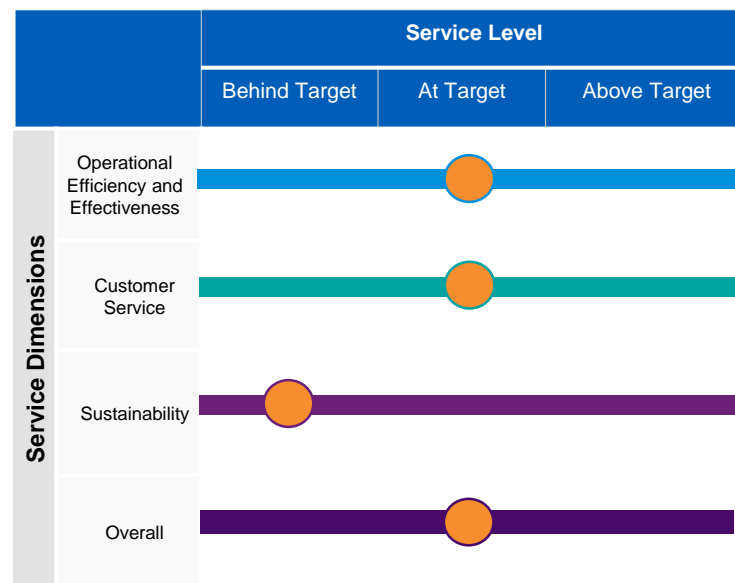 Service Level
Behind Target
At Target
Above Target
Service Dimensions
Operational
Efficiency and
Effectiveness
Customer
Service
Sustainability
Overall